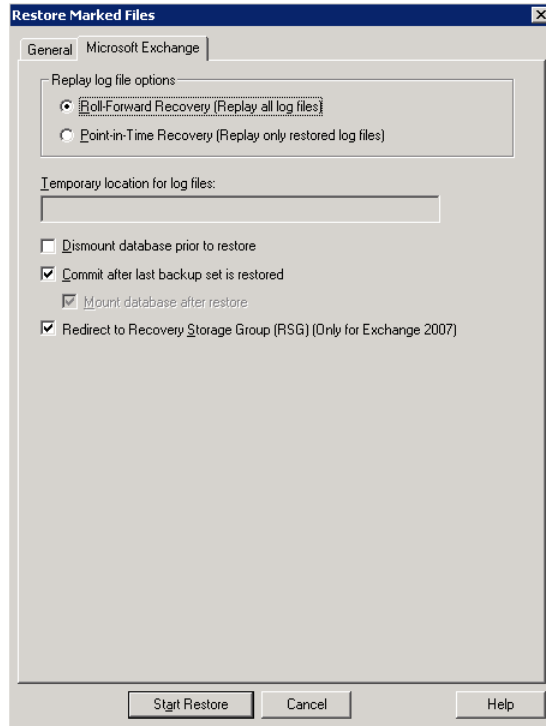 Restore Marked Files
General
Microsoft Exchange
Replay log file options
Roll-Forward Recovery (Replay all log files)
Point-in-Time Recovery (Replay only restored log files)
Temporary location for log files:
Dismount database prior to restore
Commit after last backup set is restored
Mount database after restore
Redirect to Recovery Storage Group (RSG) (Only for Exchange 2007)
Start Restore
Cancel
Help